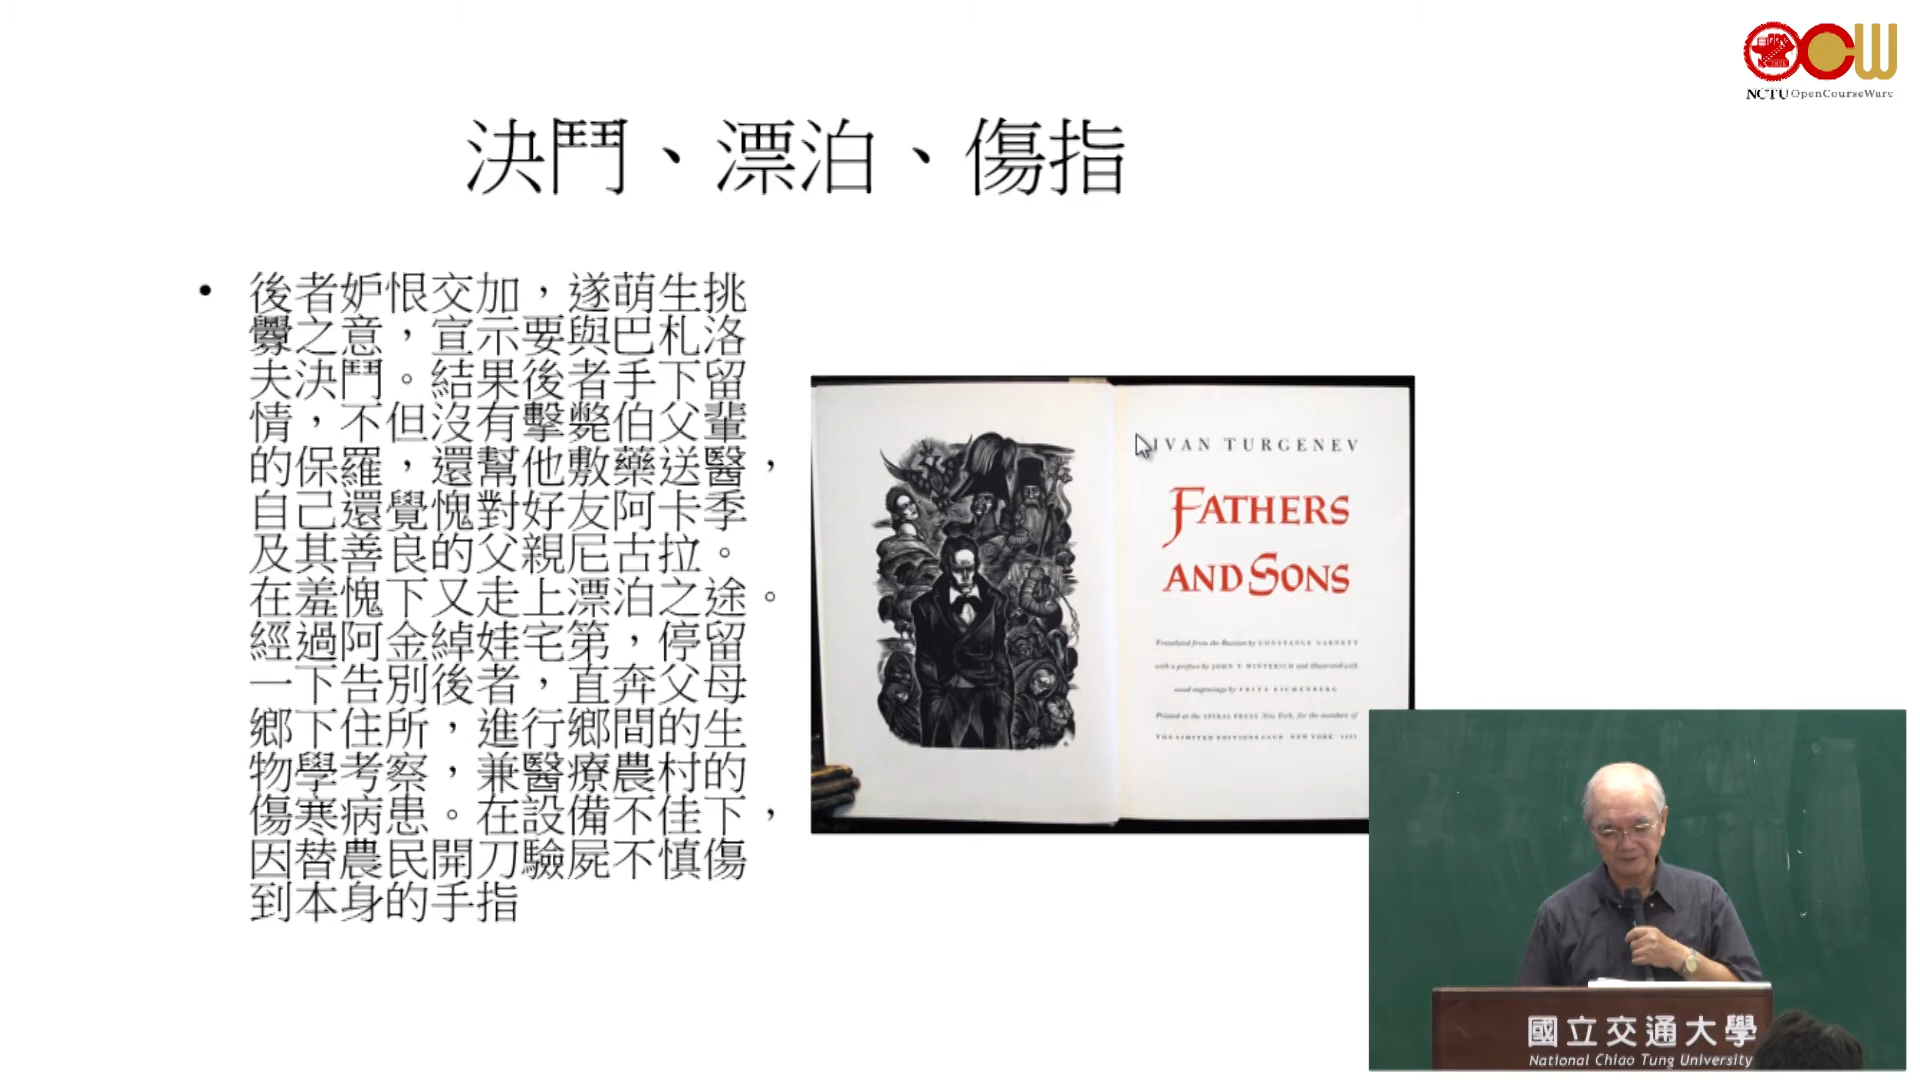 NCTU OpenCourseWare
決鬥、漂泊、傷指
• 後者妒恨交加，遂萌生挑
釁之意，宣示要與巴札洛
夫決鬥。結果後者手下留
情，不但沒有擊斃伯父輩
的保羅，還幫他敷藥送醫，
自己還覺愧對好友阿卡季
及其善良的父親尼古拉。
在羞愧下又走上漂泊之途。
經過阿金綽娃宅第，停留
一下告別後者，直奔父母
鄉下住所，進行鄉間的生
物學考察，兼醫療農村的
傷寒病患。在設備不佳下，
因替農民開刀驗屍不慎傷
到本身的手指
IVAN TURGENEV
FATHERS
AND SONS
Translated from the Russian by CONSTANCE GARNETT
with a preface by JOHN T. WINTERICH and illustrated with
wood engravings by FRITZ EICHENBERG
Printed at the SPIRAL PRESS New York, for the members of
THE LIMITED EDITIONS CLUB NEW YORK 1951
國立交通大學
National Chiao Tung University